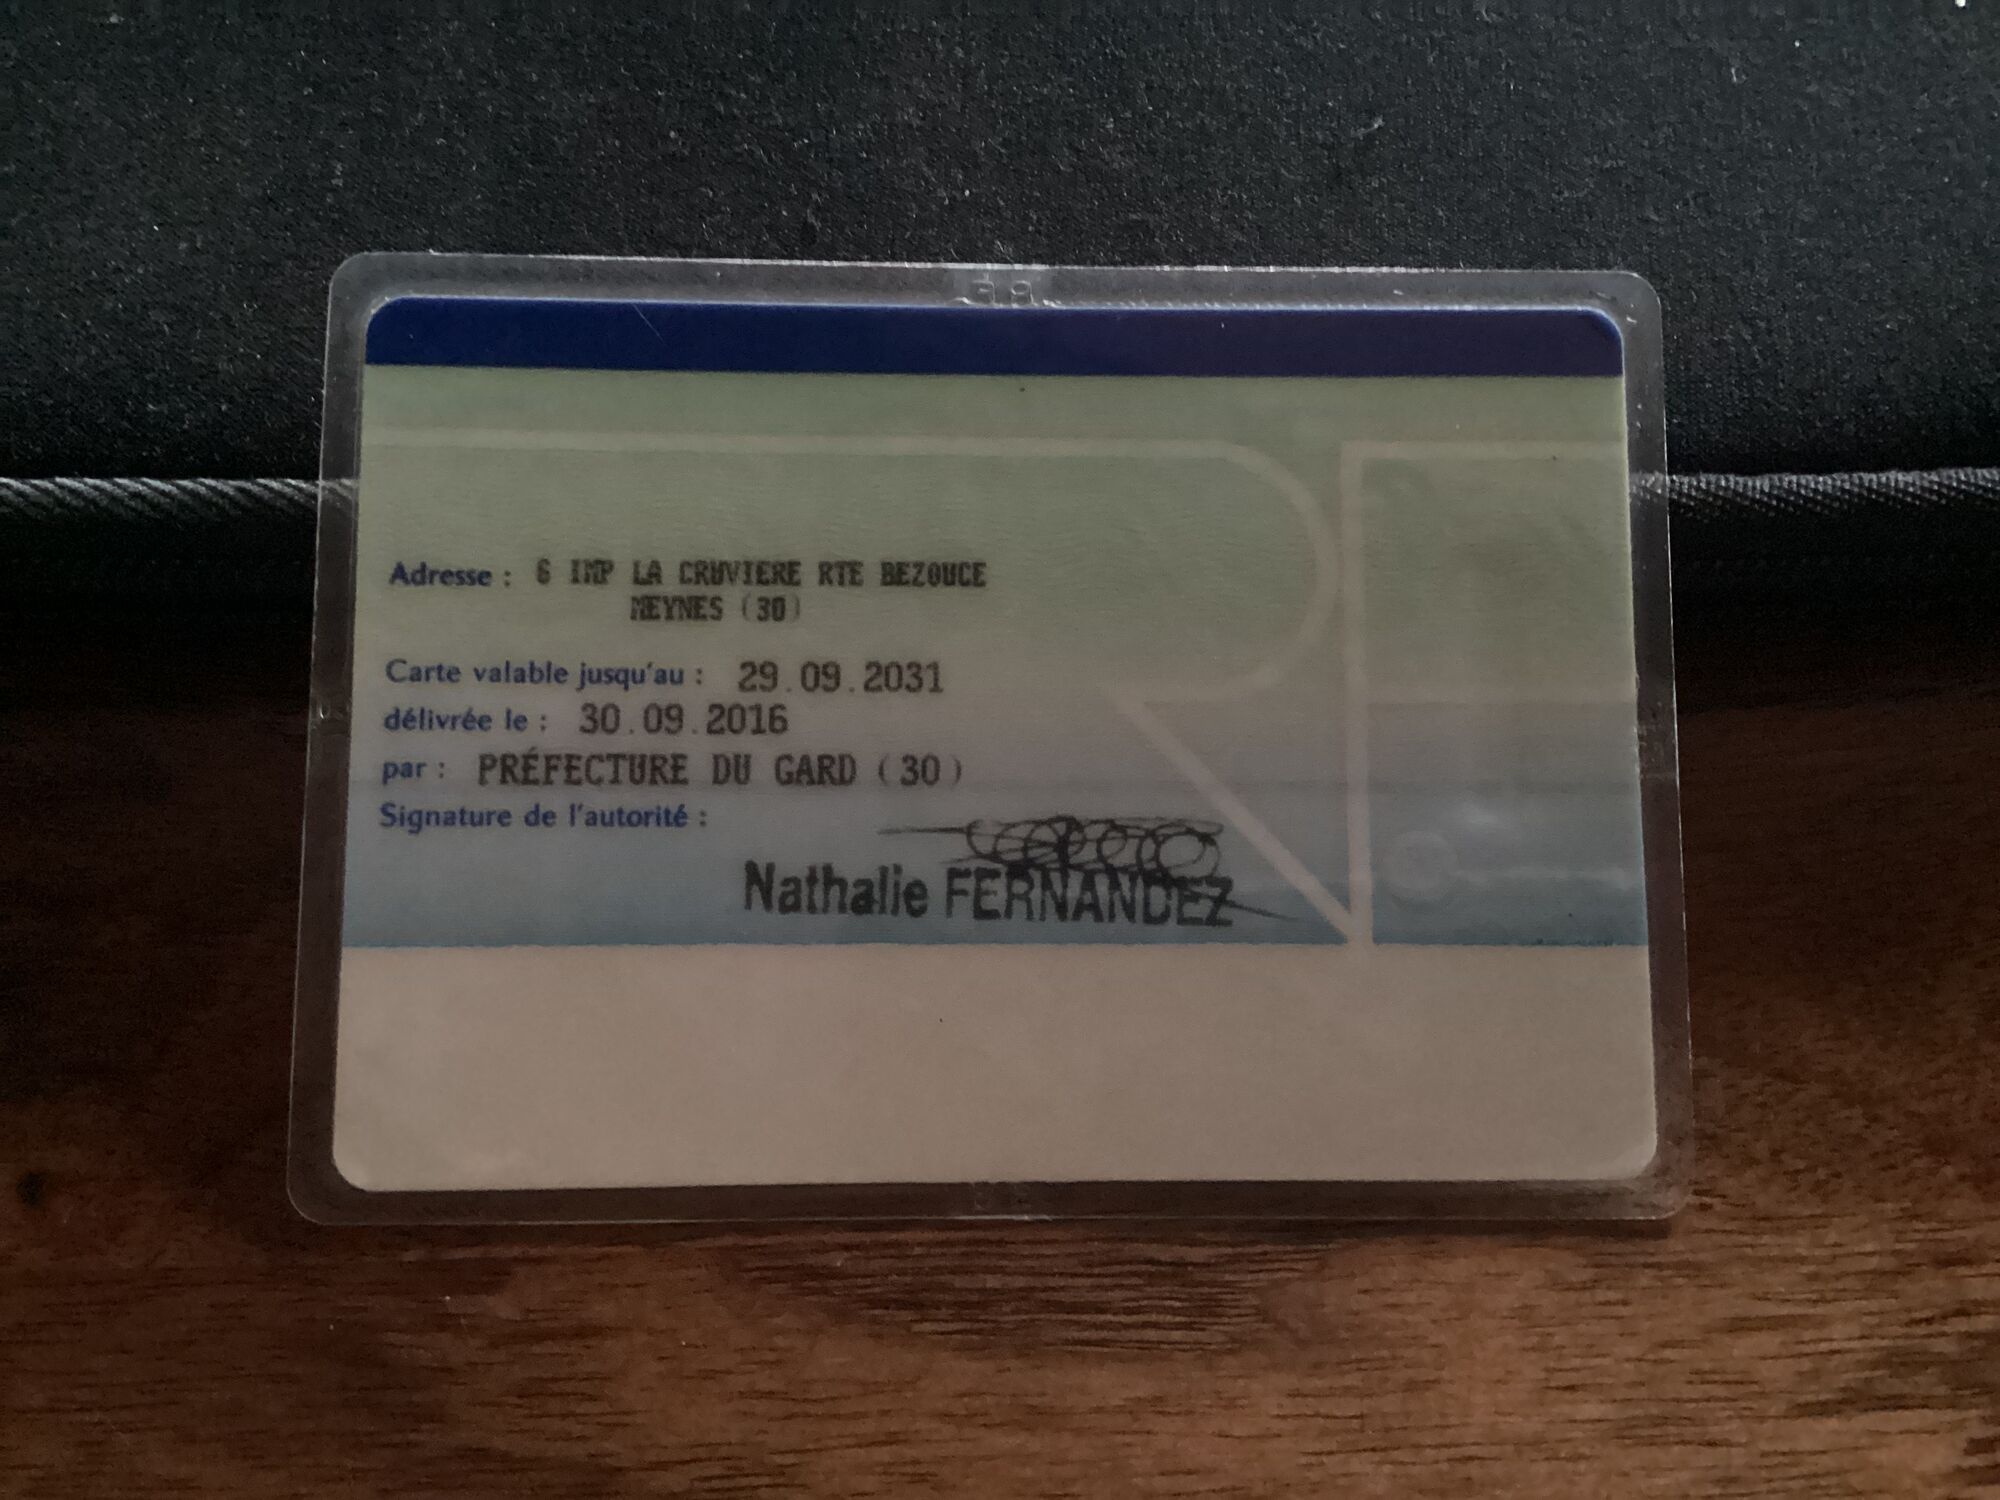 Adresse : 6 IMP LA CRUVIERE RTE BEZOUCE
MEYNES (30)
Carte valable jusqu'au : 29.09.2031
délivrée le : 30.09.2016
par : PRÉFECTURE DU GARD (30)
Signature de l'autorité :
Nathalie FERNANDEZ